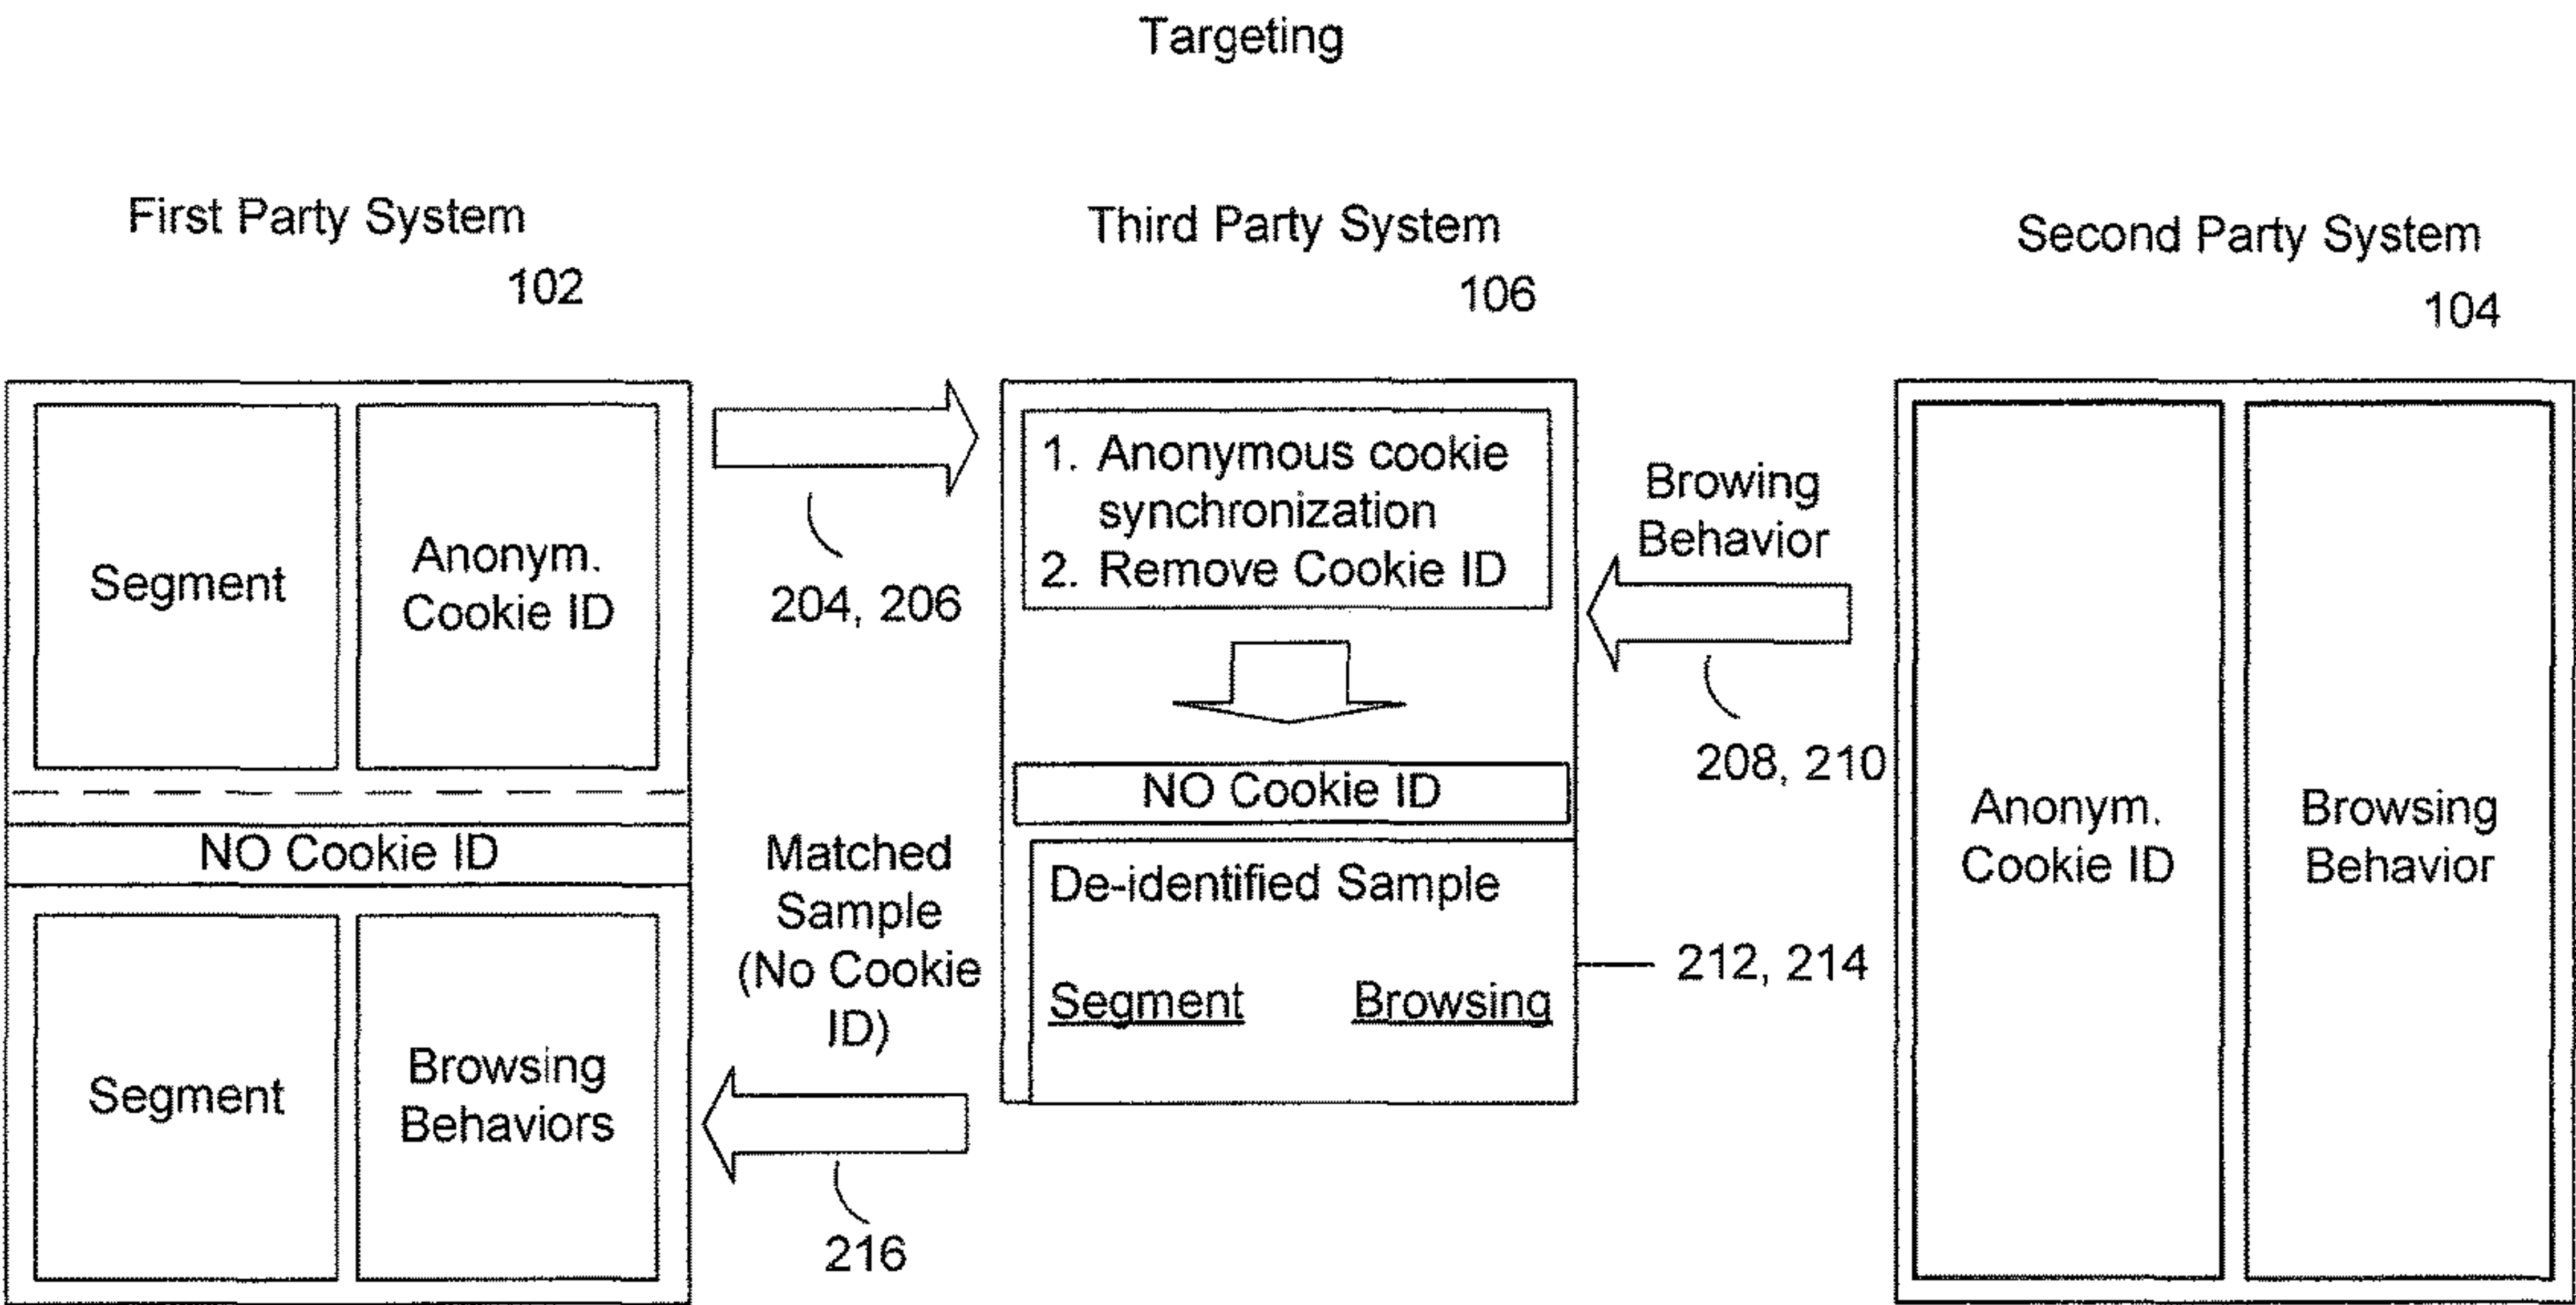 Targeting
First Party System
102
Third Party System
106
Second Party System
104
Segment
Anonym.
Cookie ID
204, 206
1. Anonymous cookie
synchronization
2. Remove Cookie ID
Browing
Behavior
208, 210
NO Cookie ID
NO Cookie ID
Segment
Browsing
Behaviors
Matched
Sample
(No Cookie
ID)
216
De-identified Sample
Segment Browsing
212, 214
Anonym.
Cookie ID
Browsing
Behavior